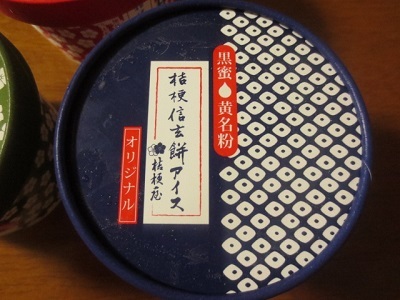 黒蜜 黄名粉
桔梗信玄餅アイス
桔梗屋
オリジナル